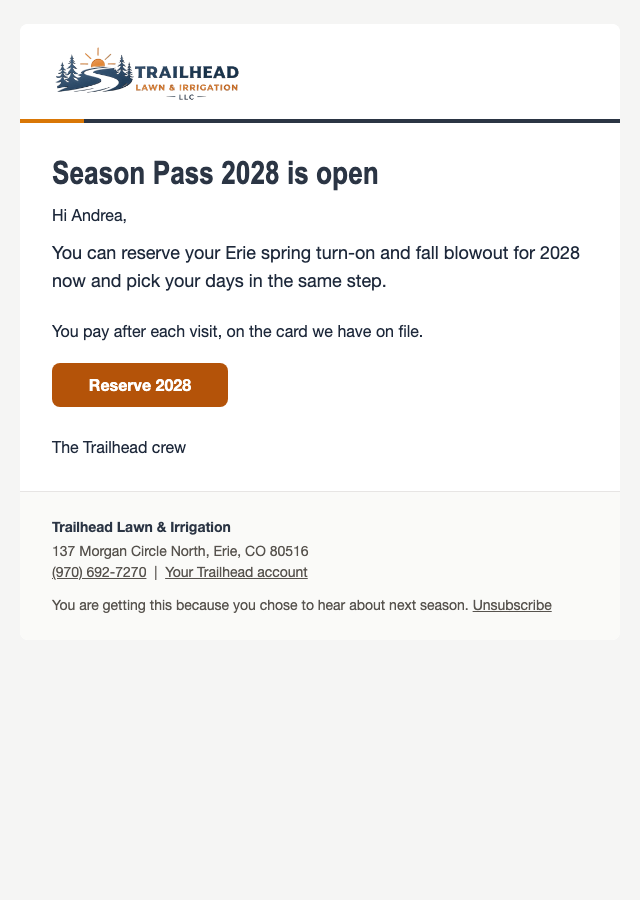 TRAILHEAD
LAWN & IRRIGATION
LLC
Season Pass 2028 is open
Hi Andrea,
You can reserve your Erie spring turn-on and fall blowout for 2028
now and pick your days in the same step.
You pay after each visit, on the card we have on file.
Reserve 2028
The Trailhead crew
Trailhead Lawn & Irrigation
137 Morgan Circle North, Erie, CO 80516
(970) 692-7270 | Your Trailhead account
You are getting this because you chose to hear about next season. Unsubscribe